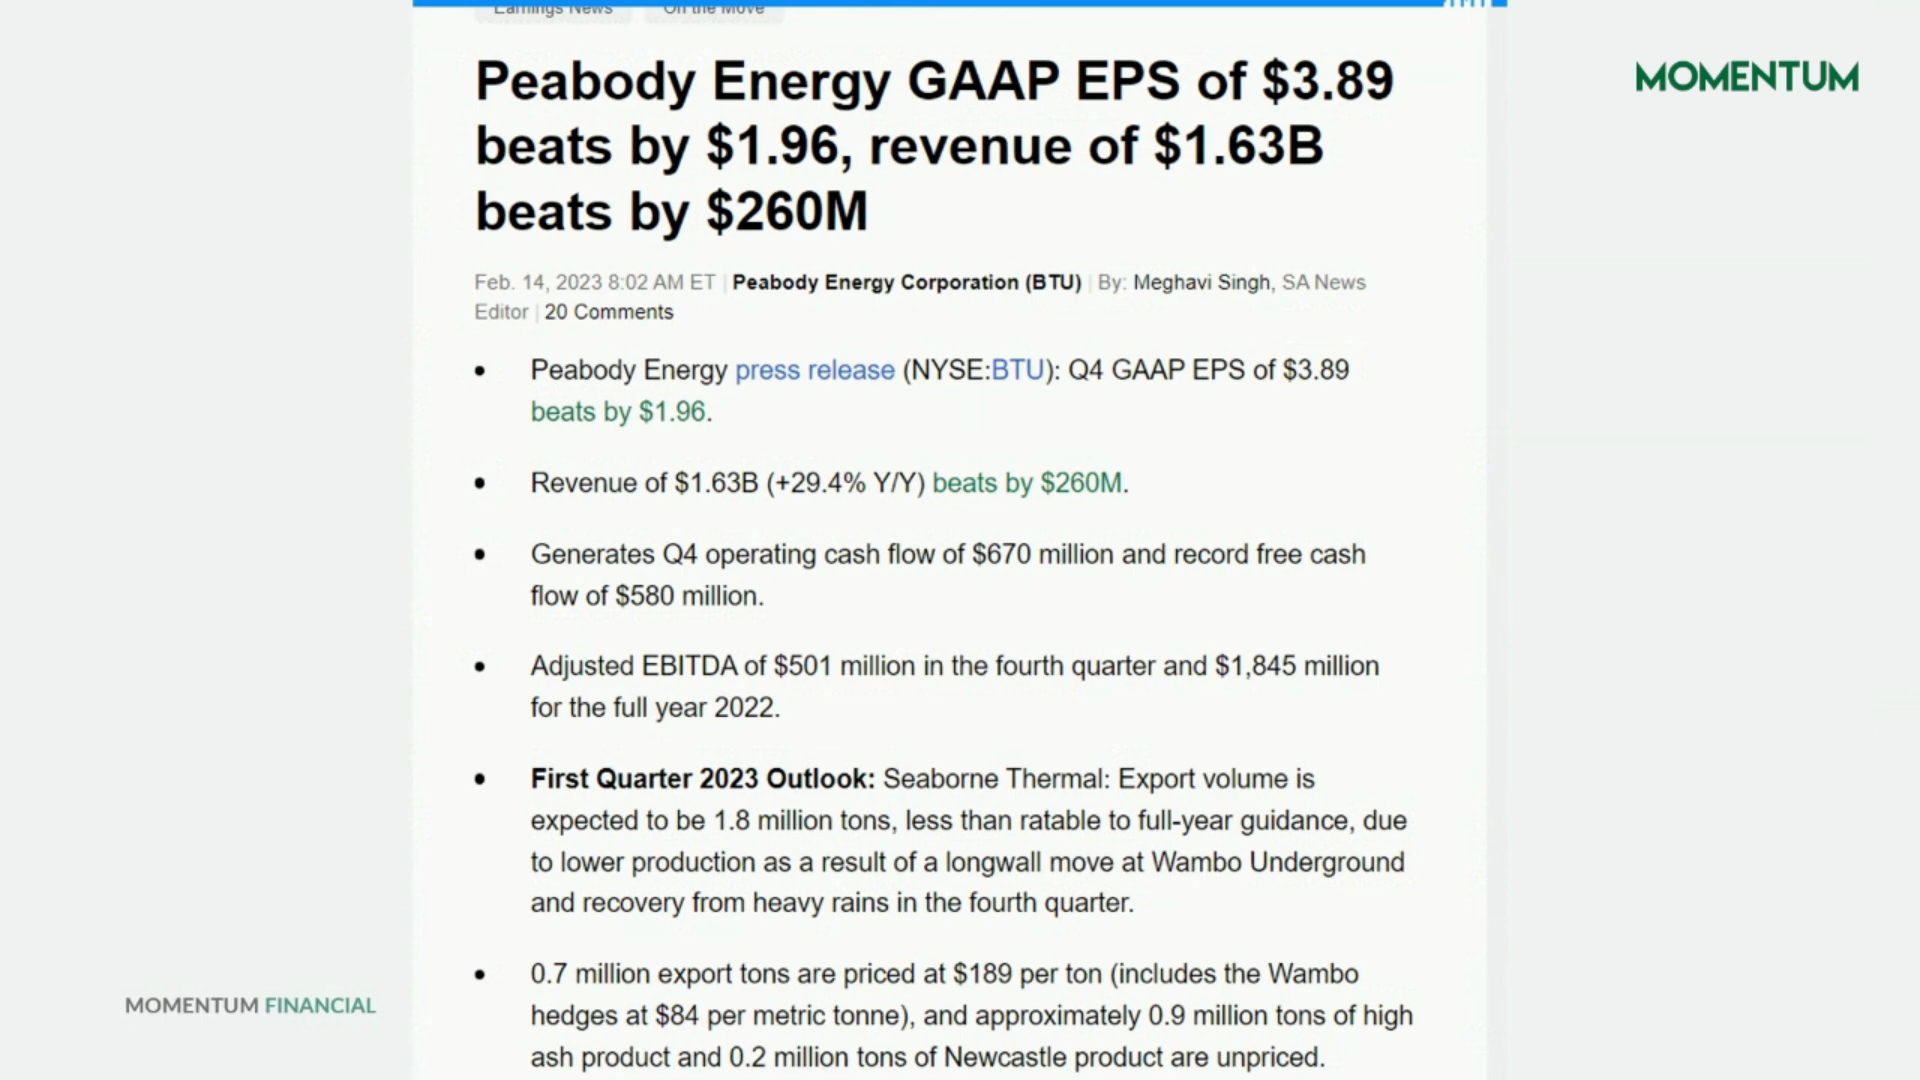 Earnings News On the Move
MOMENTUM
Peabody Energy GAAP EPS of $3.89
beats by $1.96, revenue of $1.63B
beats by $260M
Feb. 14, 2023 8:02 AM ET | Peabody Energy Corporation (BTU) | By: Meghavi Singh, SA News
Editor | 20 Comments
• Peabody Energy press release (NYSE:BTU): Q4 GAAP EPS of $3.89
beats by $1.96.
• Revenue of $1.63B (+29.4% Y/Y) beats by $260M.
• Generates Q4 operating cash flow of $670 million and record free cash
flow of $580 million.
• Adjusted EBITDA of $501 million in the fourth quarter and $1,845 million
for the full year 2022.
• First Quarter 2023 Outlook: Seaborne Thermal: Export volume is
expected to be 1.8 million tons, less than ratable to full-year guidance, due
to lower production as a result of a longwall move at Wambo Underground
and recovery from heavy rains in the fourth quarter.
• 0.7 million export tons are priced at $189 per ton (includes the Wambo
hedges at $84 per metric tonne), and approximately 0.9 million tons of high
ash product and 0.2 million tons of Newcastle product are unpriced.
MOMENTUM FINANCIAL